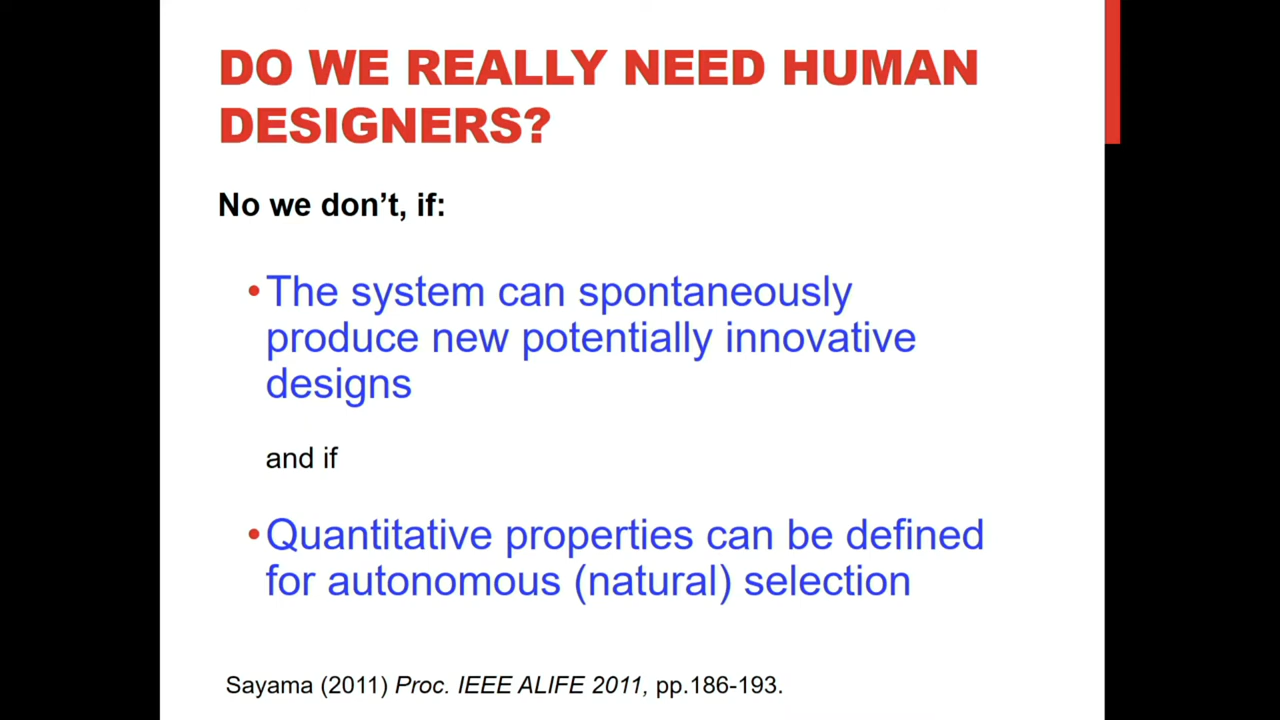 DO WE REALLY NEED HUMAN
DESIGNERS?
No we don't, if:
•The system can spontaneously
produce new potentially innovative
designs
and if
•Quantitative properties can be defined
for autonomous (natural) selection
Sayama (2011) Proc. IEEE ALIFE 2011, pp.186-193.